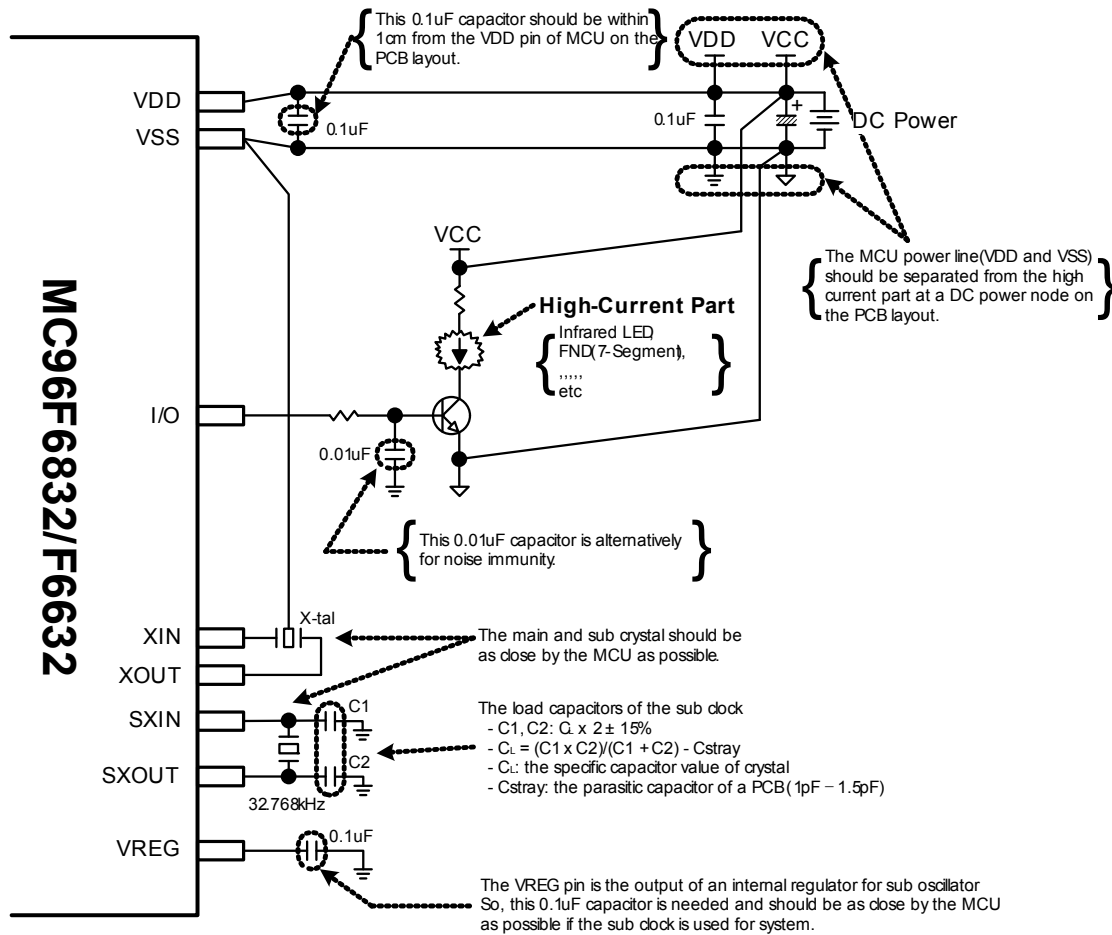 This 0.1uF capacitor should be within
1cm from the VDD pin of MCU on the
PCB layout.
VDD VCC
VDD
VSS
0.1uF
0.1uF
+
DC Power
VCC
The MCU power line(VDD and VSS)
should be separated from the high
current part at a DC power node on
the PCB layout.
High-Current Part
Infrared LED,
FND(7-Segment),
,,,,,
etc
MC96F6832/F6632
I/O
0.01uF
This 0.01uF capacitor is alternatively
for noise immunity.
X-tal
XIN
XOUT
The main and sub crystal should be
as close by the MCU as possible.
SXIN
C1
SXOUT
C2
32.768kHz
The load capacitors of the sub clock
- C1, C2: CL x 2 ± 15%
- CL = (C1 x C2)/(C1 + C2) - Cstray
- CL: the specific capacitor value of crystal
- Cstray: the parasitic capacitor of a PCB(1pF – 1.5pF)
VREG
0.1uF
The VREG pin is the output of an internal regulator for sub oscillator.
So, this 0.1uF capacitor is needed and should be as close by the MCU
as possible if the sub clock is used for system.